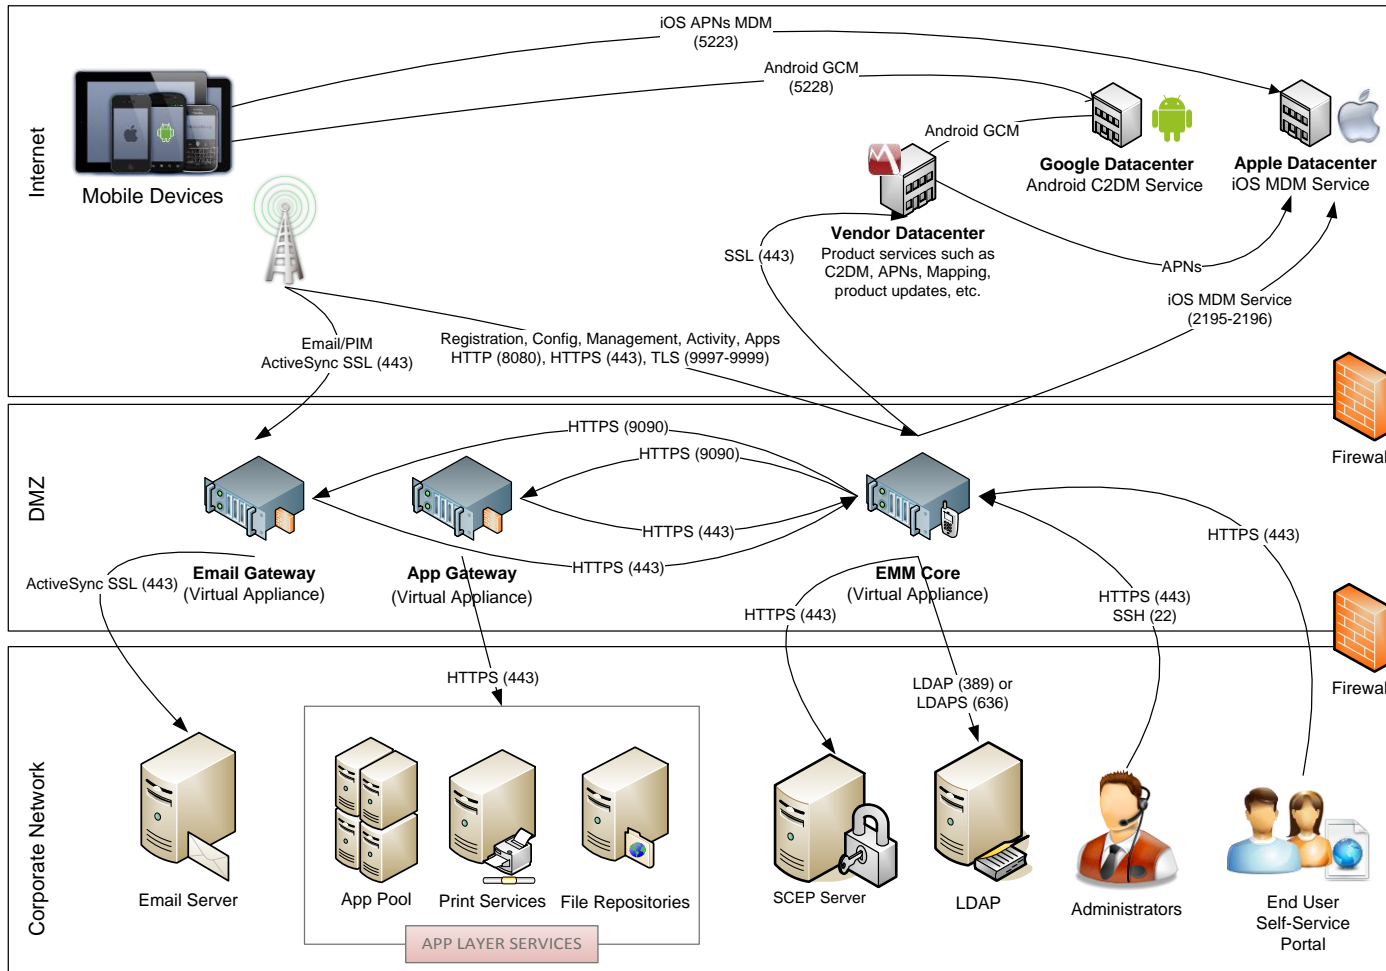 Internet
iOS APNs MDM
(5223)
Android GCM
(5228)
Mobile Devices
Android GCM
Google Datacenter
Android C2DM Service
Apple Datacenter
iOS MDM Service
Vendor Datacenter
Product services such as
C2DM, APNs, Mapping,
product updates, etc.
SSL (443)
APNs
iOS MDM Service
(2195-2196)
Email/PIM
ActiveSync SSL (443)
Registration, Config, Management, Activity, Apps
HTTP (8080), HTTPS (443), TLS (9997-9999)
Firewall
DMZ
HTTPS (9090)
HTTPS (9090)
HTTPS (443)
HTTPS (443)
HTTPS (443)
Email Gateway
(Virtual Appliance)
App Gateway
(Virtual Appliance)
EMM Core
(Virtual Appliance)
ActiveSync SSL (443)
HTTPS (443)
HTTPS (443)
SSH (22)
Firewall
Corporate Network
HTTPS (443)
LDAP (389) or
LDAPS (636)
Email Server
App Pool
Print Services
File Repositories
APP LAYER SERVICES
SCEP Server
LDAP
Administrators
End User
Self-Service
Portal